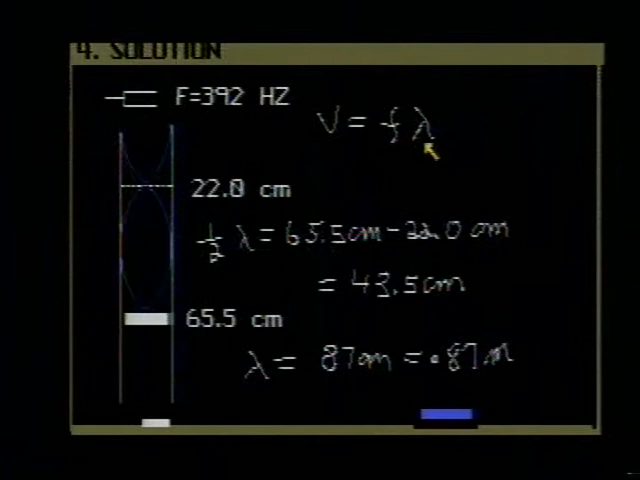 4. SOLUTION
F=392 HZ
V = f λ
22.0 cm
1/2 λ = 65.5cm - 22.0 cm
= 43.5cm
65.5 cm
λ = 87cm = .87m